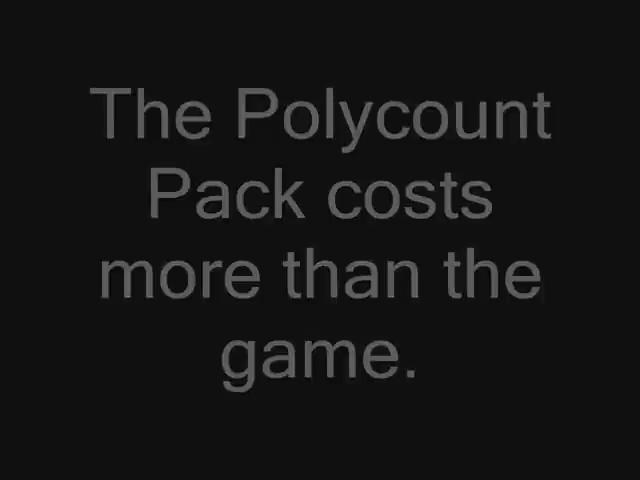 The Polycount
Pack costs
more than the
game.